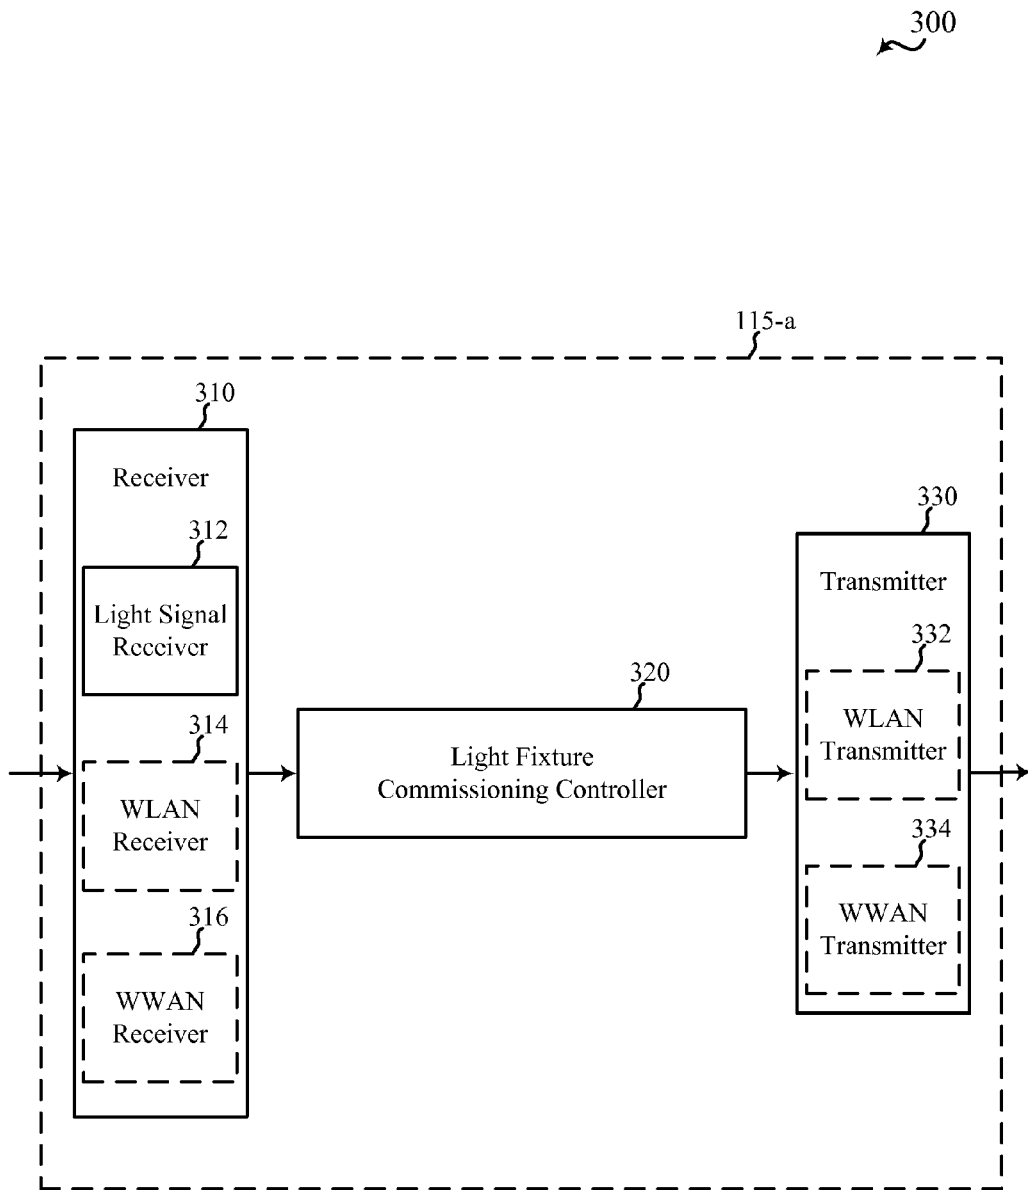 300
115-a
310
Receiver
312
Light Signal
Receiver
314
WLAN
Receiver
316
WWAN
Receiver
320
Light Fixture
Commissioning Controller
330
Transmitter
332
WLAN
Transmitter
334
WWAN
Transmitter